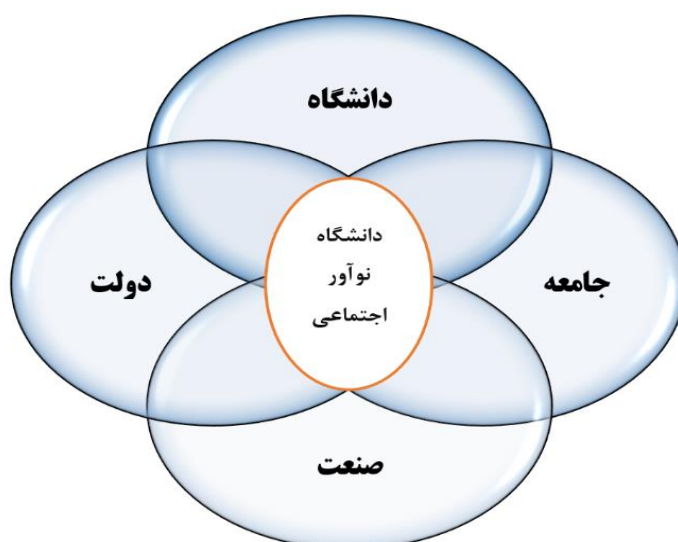 دانشگاه
جامعه
دانشگاه
نوآور
اجتماعی
دولت
صنعت